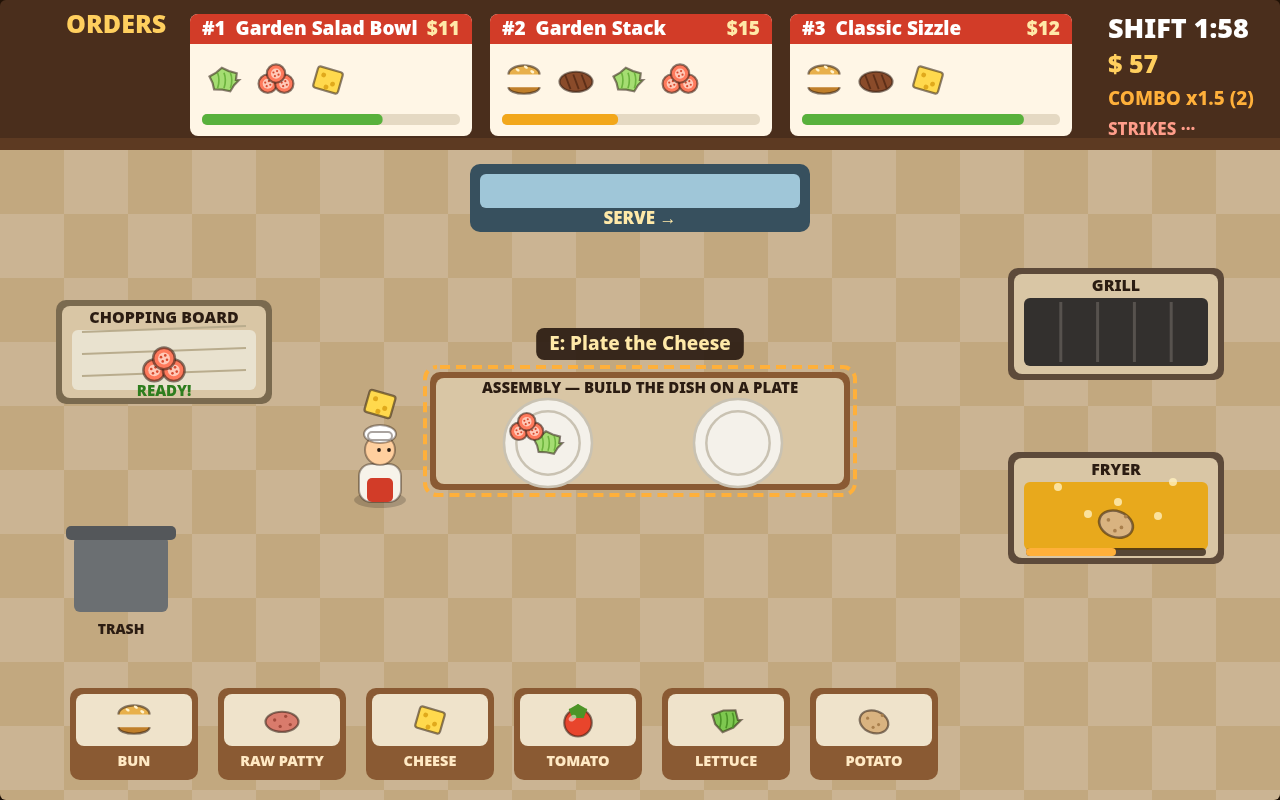 ORDERS
#1 Garden Salad Bowl $11
#2 Garden Stack $15
#3 Classic Sizzle $12
SHIFT 1:58
$ 57
COMBO x1.5 (2)
STRIKES ···
SERVE →
CHOPPING BOARD
READY!
E: Plate the Cheese
ASSEMBLY — BUILD THE DISH ON A PLATE
GRILL
FRYER
TRASH
BUN
RAW PATTY
CHEESE
TOMATO
LETTUCE
POTATO